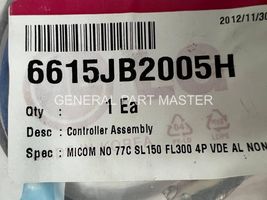 2012/11/30
6615JB2005H
Qty : 1 Ea
GENERAL PART MASTER
Desc : Controller Assembly
Spec : MICOM NO 77C SL150 FL300 4P VDE AL NON